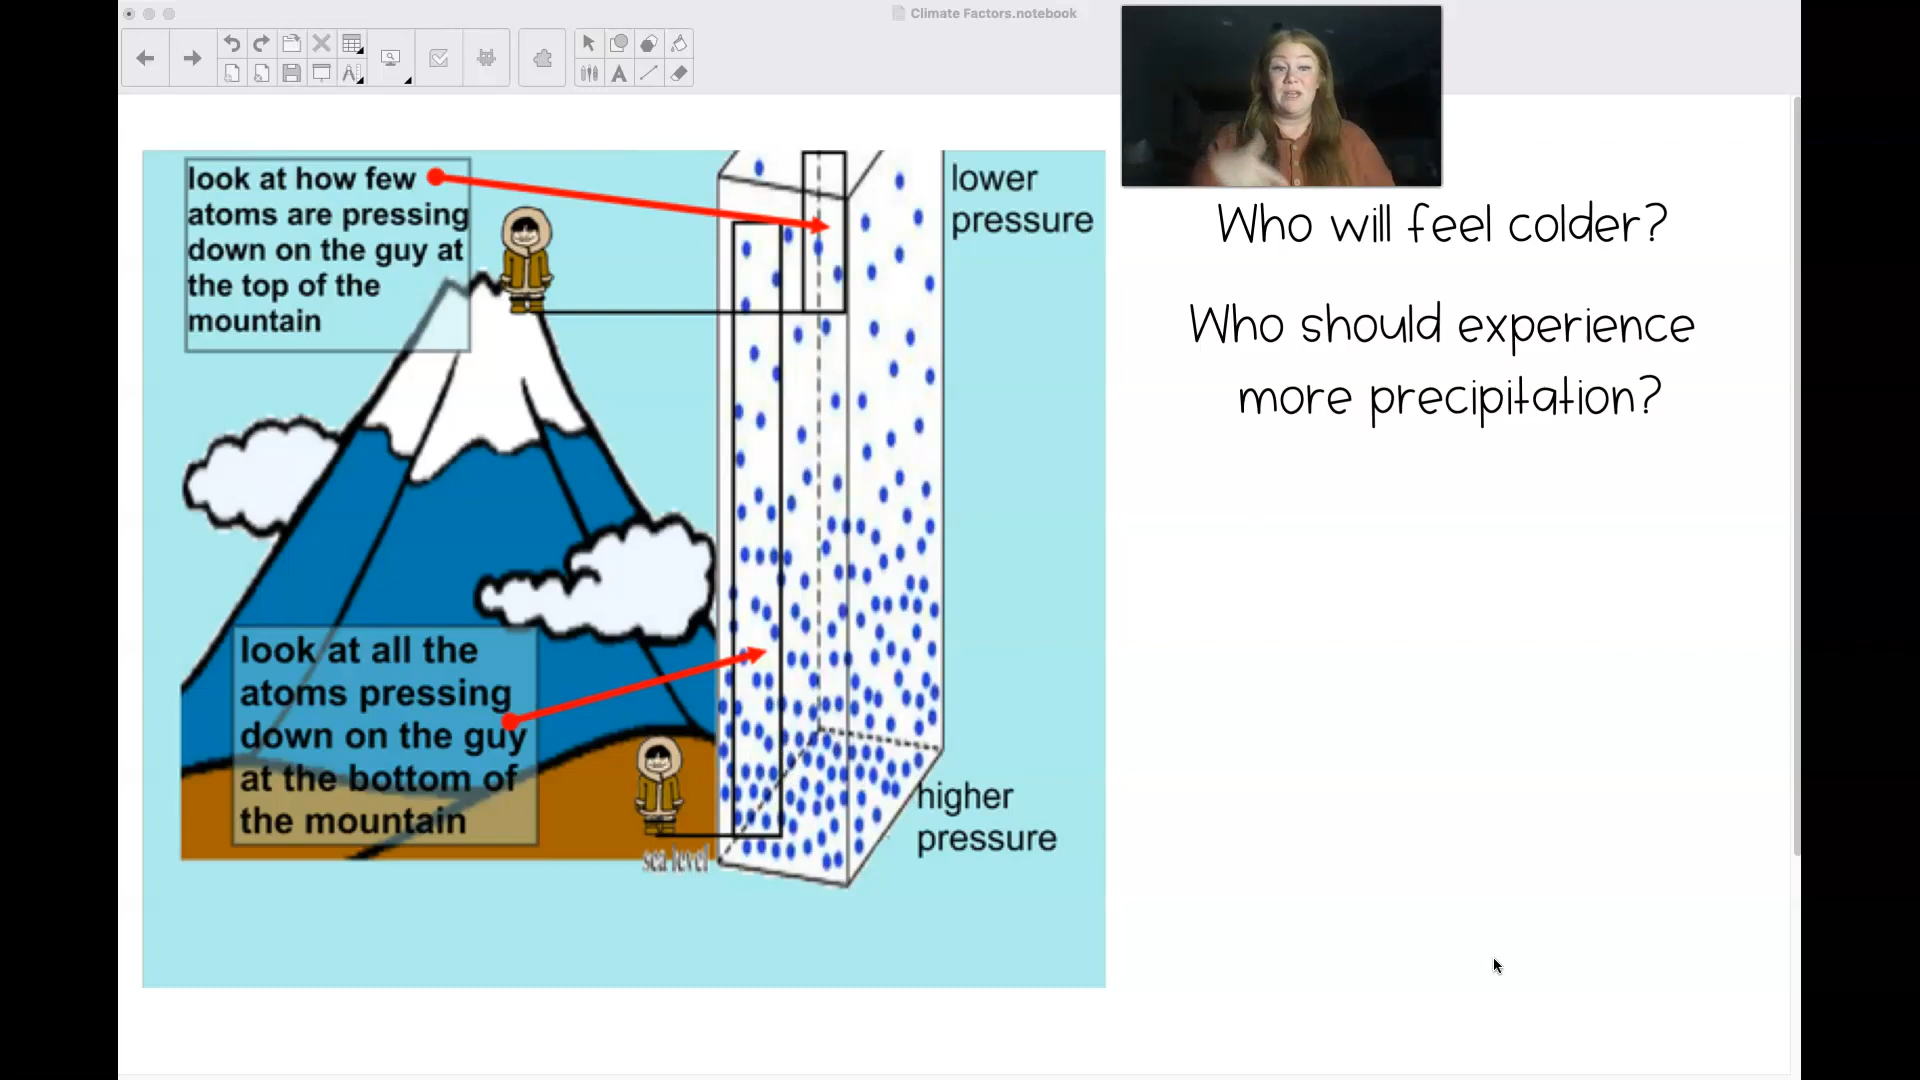 Climate Factors.notebook
look at how few
atoms are pressing
down on the guy at
the top of the
mountain
lower
pressure
Who will feel colder?
Who should experience
more precipitation?
look at all the
atoms pressing
down on the guy
at the bottom of
the mountain
higher
pressure
sea level